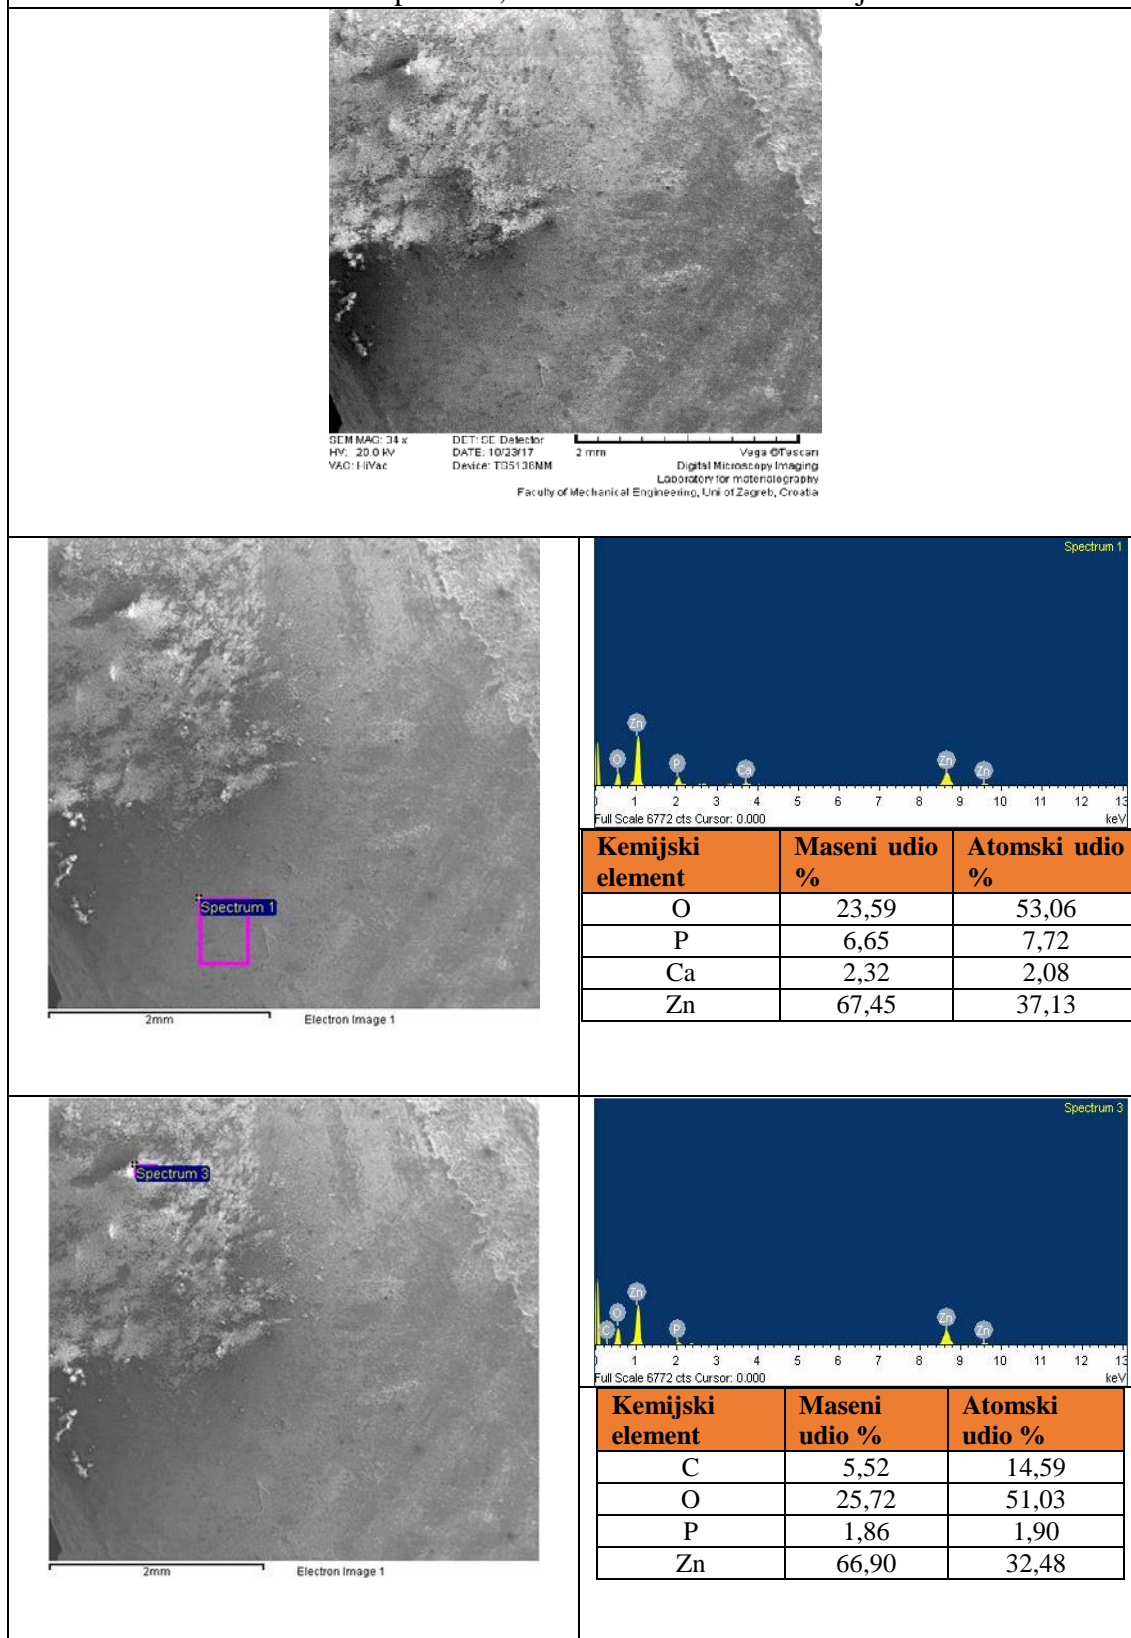 SEM MAG: 34 x
HV: 20.0 kV
VAC: HiVac
DET: SE Detector
DATE: 10/23/17
Device: TS5136MM
2 mm
Vega ©Tescan
Digital Microscopy Imaging
Laboratory for materialography
Faculty of Mechanical Engineering, Uni of Zagreb, Croatia
Spectrum 1
2mm
Electron Image 1
Spectrum 1
O
Zn
P
Ca
Zn
Zn
1 2 3 4 5 6 7 8 9 10 11 12 13
Full Scale 6772 cts Cursor: 0.000
keV
Kemijski element Maseni udio % Atomski udio %
O 23,59 53,06
P 6,65 7,72
Ca 2,32 2,08
Zn 67,45 37,13
Spectrum 3
2mm
Electron Image 1
Spectrum 3
C
O
Zn
P
Zn
Zn
1 2 3 4 5 6 7 8 9 10 11 12 13
Full Scale 6772 cts Cursor: 0.000
keV
Kemijski element Maseni udio % Atomski udio %
C 5,52 14,59
O 25,72 51,03
P 1,86 1,90
Zn 66,90 32,48